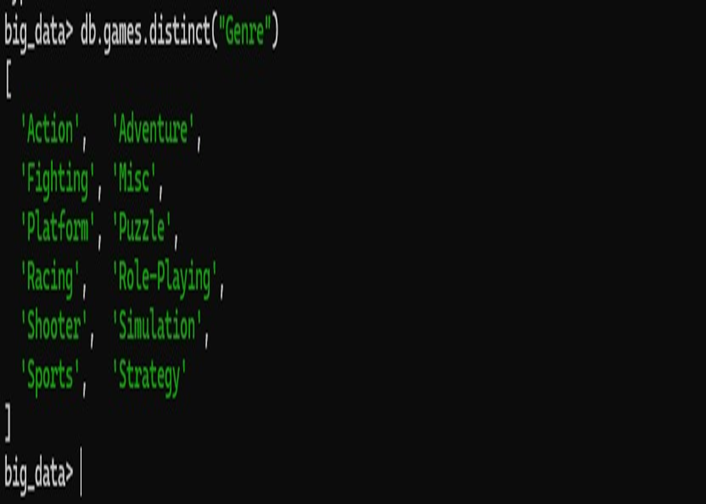 big_data> db.games.distinct("Genre")
[
  'Action',   'Adventure',
  'Fighting', 'Misc',
  'Platform', 'Puzzle',
  'Racing',   'Role-Playing',
  'Shooter',  'Simulation',
  'Sports',   'Strategy'
]
big_data>